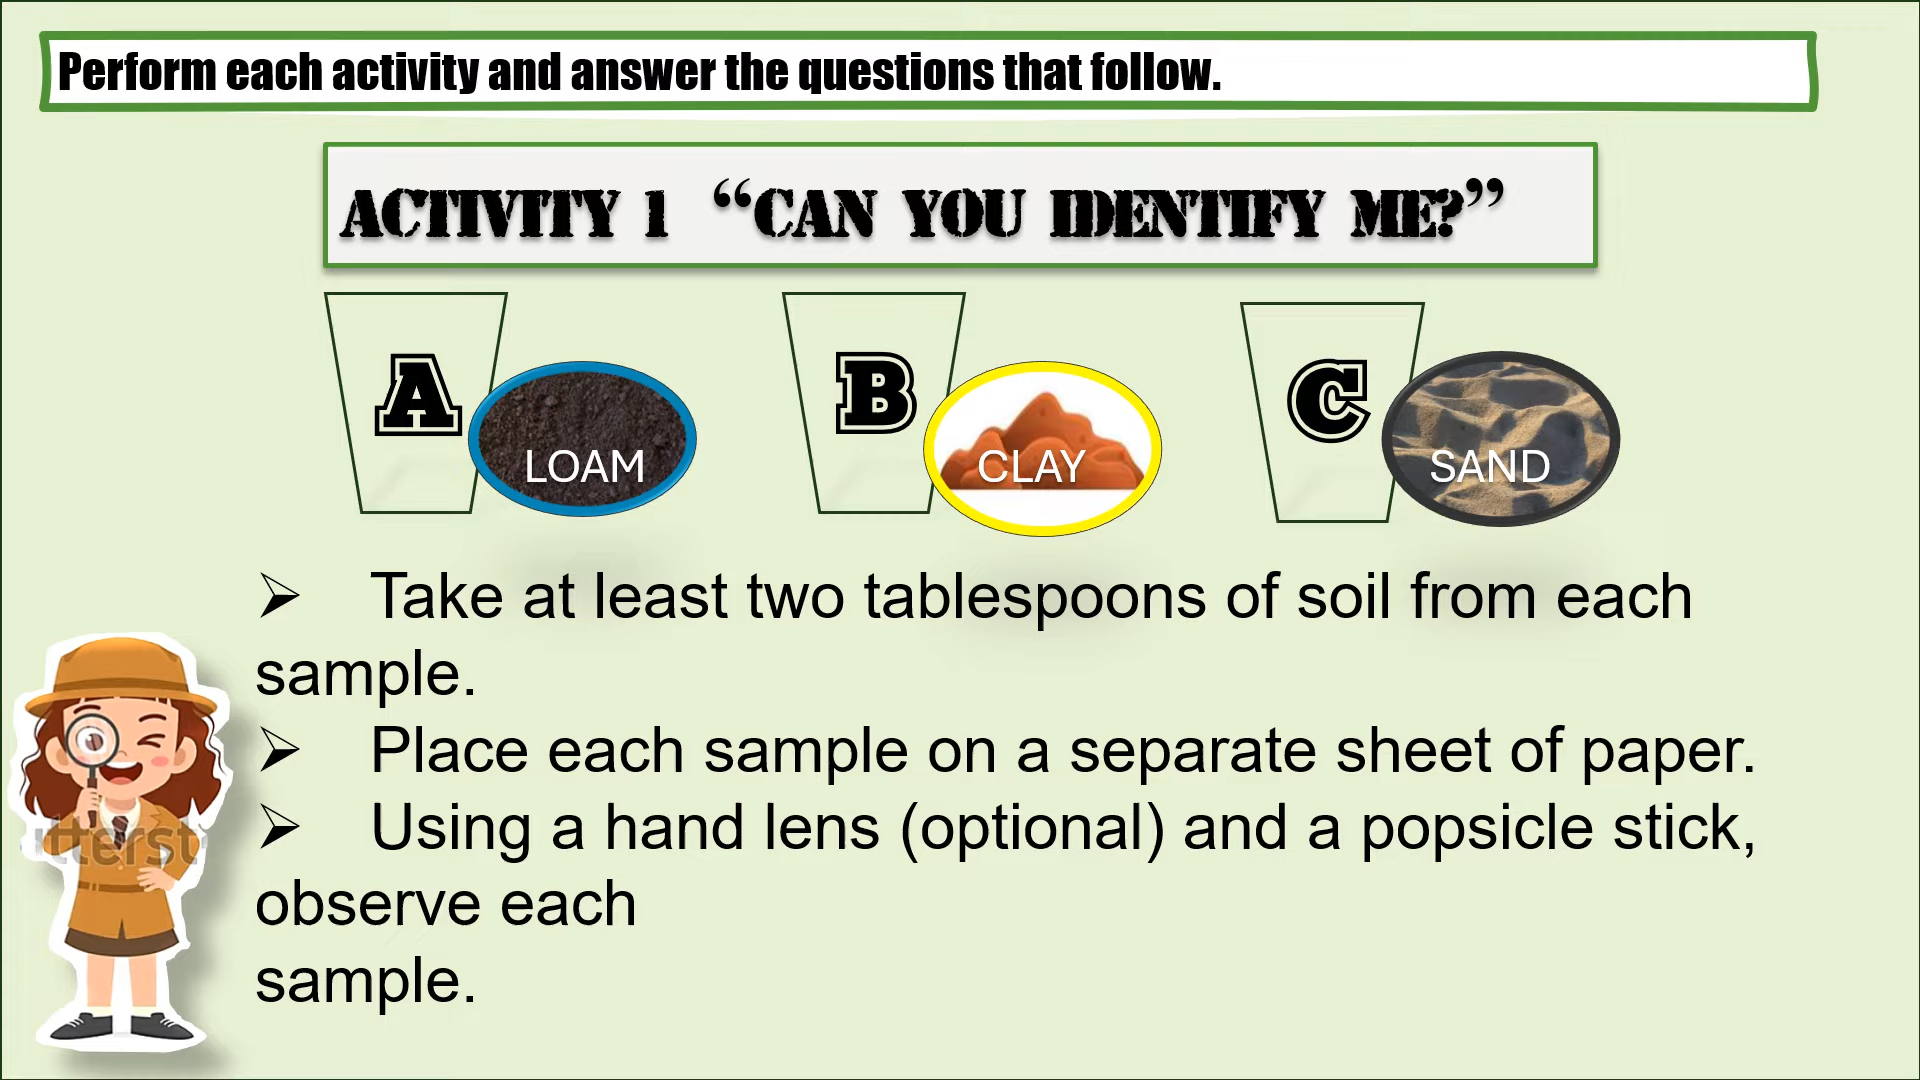 Perform each activity and answer the questions that follow.
ACTIVITY 1 “CAN YOU IDENTIFY ME?”
A
LOAM
B
CLAY
C
SAND
➢ Take at least two tablespoons of soil from each
sample.
➢ Place each sample on a separate sheet of paper.
➢ Using a hand lens (optional) and a popsicle stick,
observe each
sample.